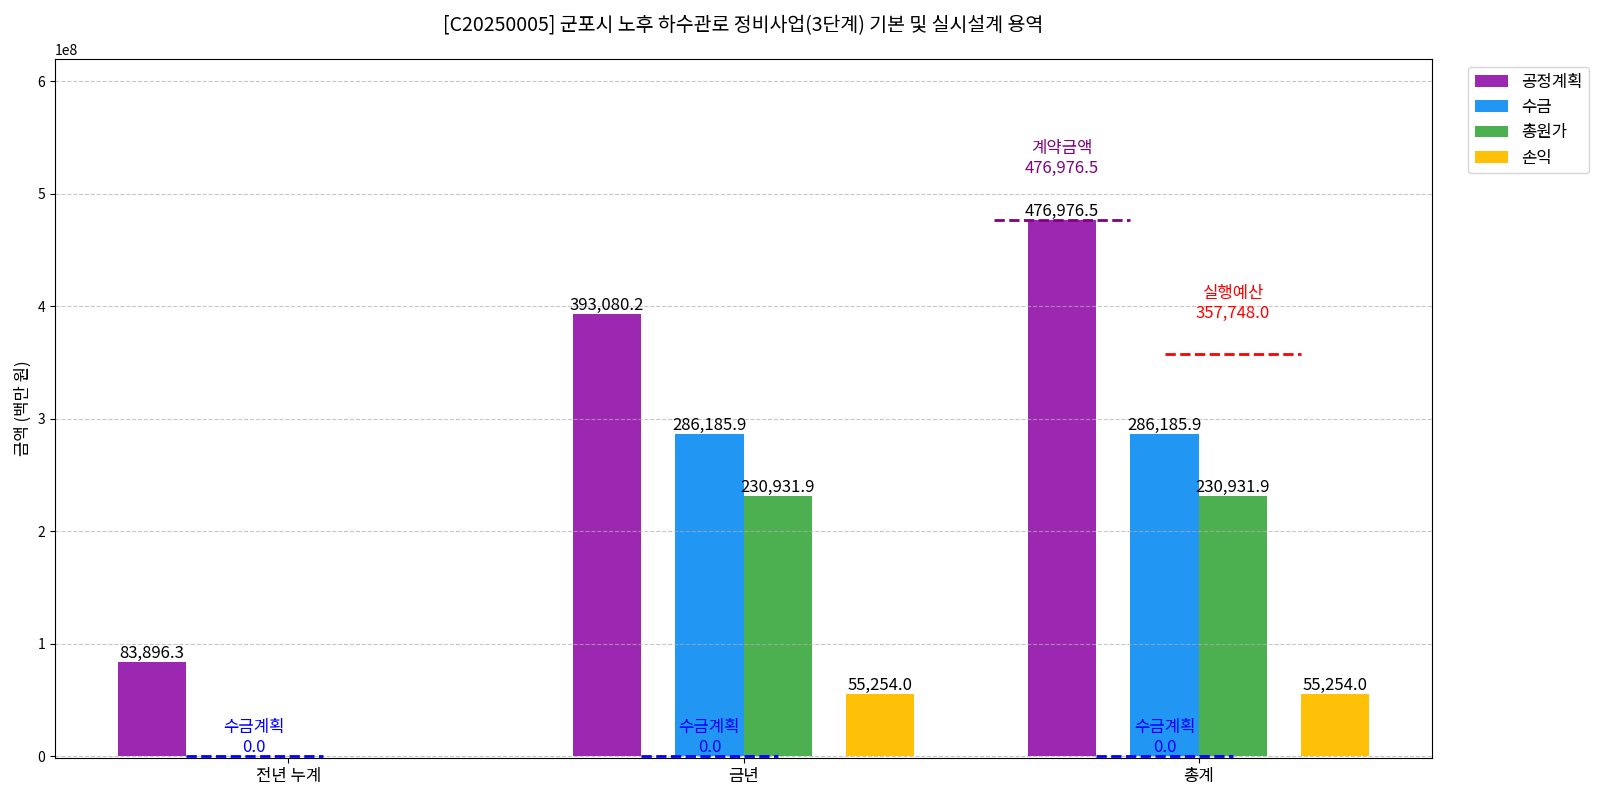 [C20250005] 군포시 노후 하수관로 정비사업(3단계) 기본 및 실시설계 용역
1e8
6
5
4
3
2
1
0
금액 (백만 원)
공정계획
수금
총원가
손익
계약금액
476,976.5
476,976.5
실행예산
357,748.0
393,080.2
286,185.9
286,185.9
230,931.9
230,931.9
83,896.3
55,254.0
55,254.0
수금계획
0.0
수금계획
0.0
수금계획
0.0
전년 누계
금년
총계